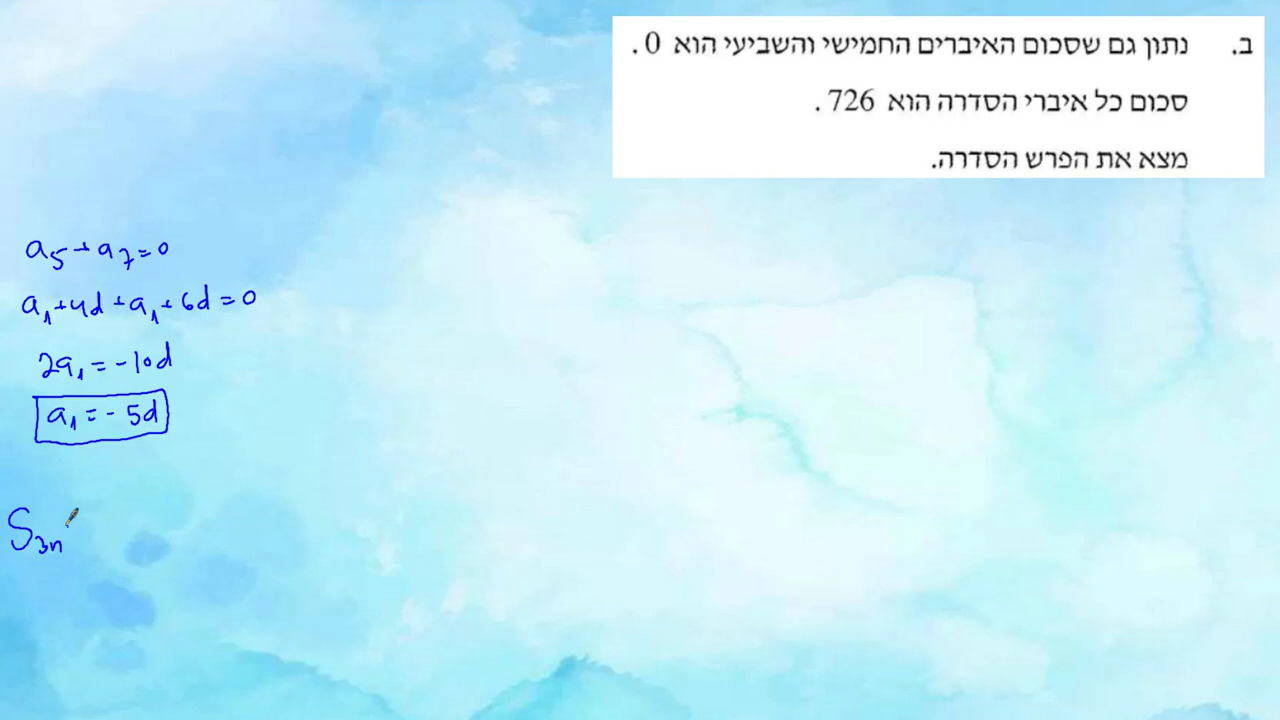 ב. נתון גם שסכום האיברים החמישי והשביעי הוא 0 .
סכום כל איברי הסדרה הוא 726 .
מצא את הפרש הסדרה.
a₅+a₇=0
a₁+4d+a₁+6d=0
2a₁=-10d
a₁=-5d
S₃ₙ